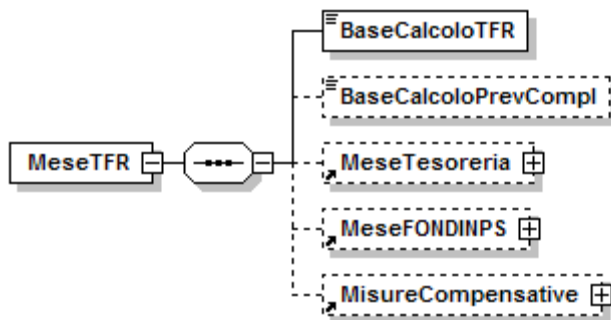 BaseCalcoloTFR
BaseCalcoloPrevCompl
MeseTFR
MeseTesoreria
MeseFONDINPS
MisureCompensative